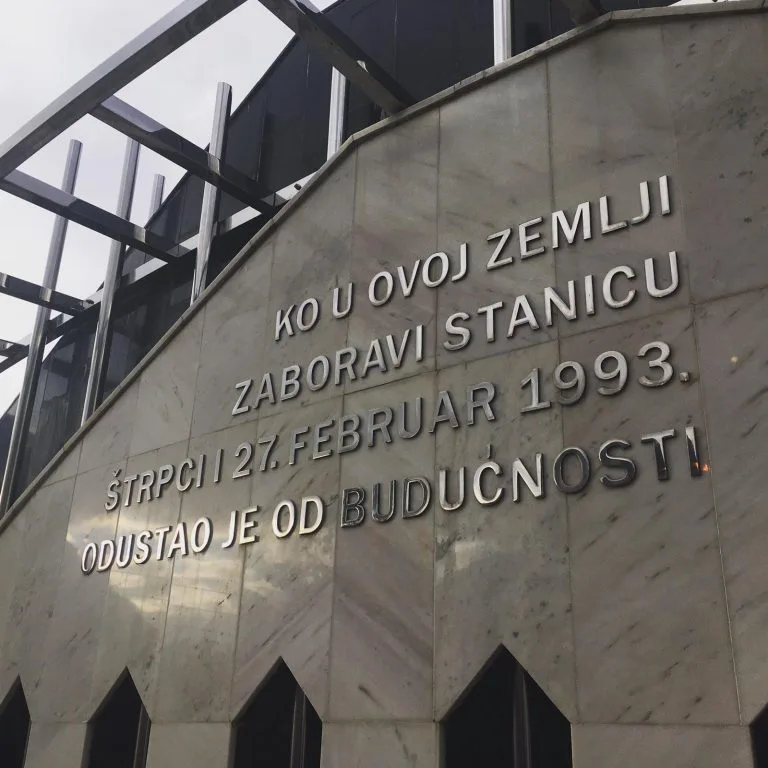 KO U OVOJ ZEMLJI
ZABORAVI STANICU
ŠTRPCI I 27. FEBRUAR 1993.
ODUSTAO JE OD BUDUĆNOSTI